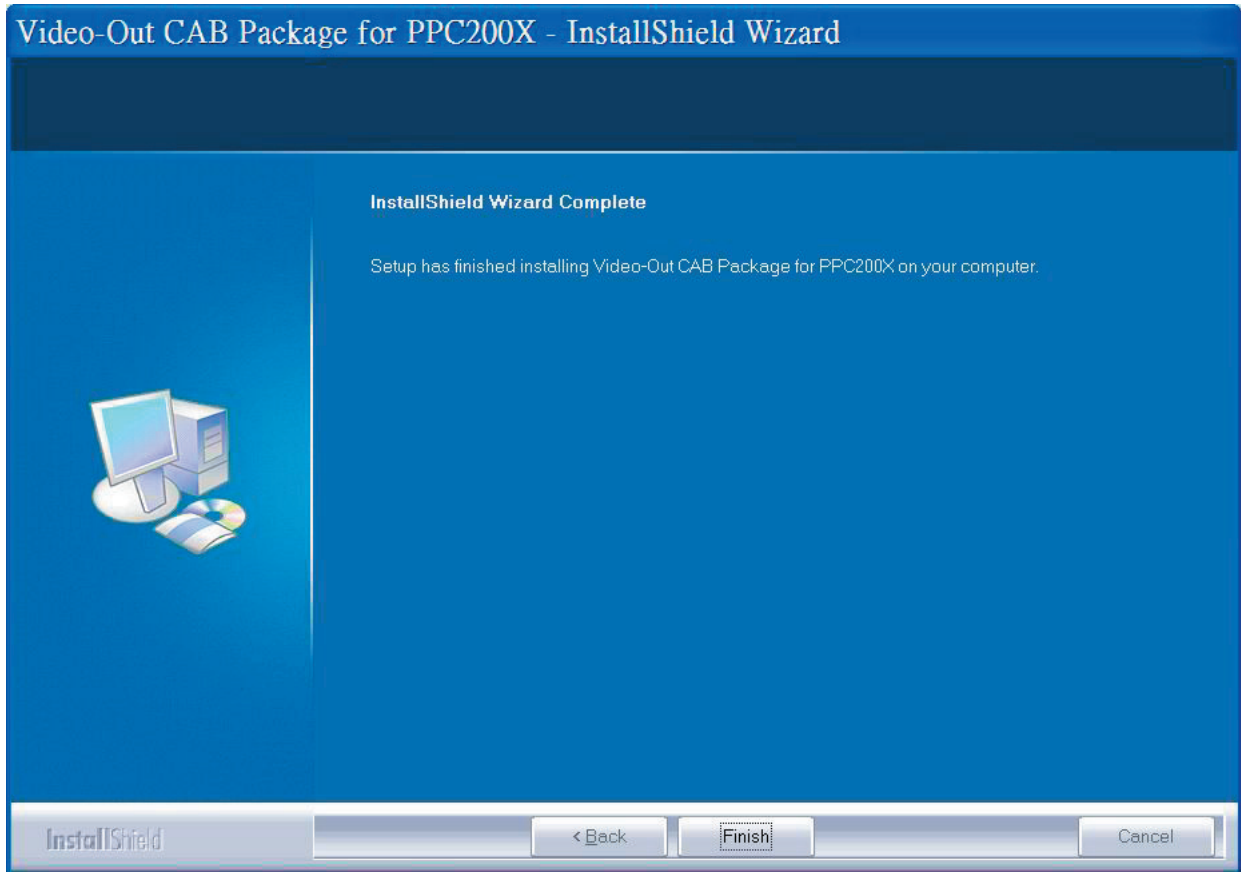 Video-Out CAB Package for PPC200X - InstallShield Wizard
InstallShield Wizard Complete
Setup has finished installing Video-Out CAB Package for PPC200X on your computer.
InstallShield
< Back
Finish
Cancel